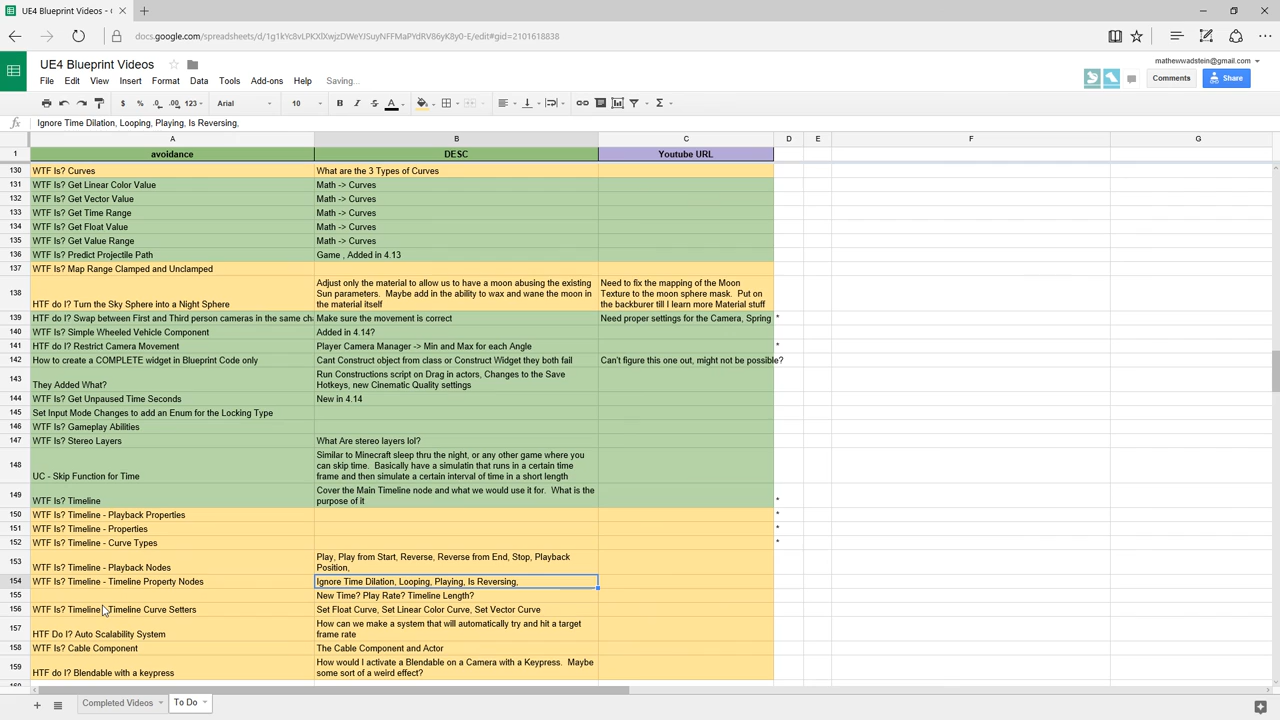 UE4 Blueprint Videos - G
docs.google.com/spreadsheets/d/
UE4 Blueprint Videos
mathewwadstein@gmail.com
File Edit View Insert Format Data Tools Add-ons Help Saving...
Comments Share
$ % .0 .00 123 Arial 10 B I S A
fx Ignore Time Dilation, Looping, Playing, Is Reversing,
A B C D E F G
1 avoidance DESC Youtube URL
130 WTF Is? Curves What are the 3 Types of Curves
131 WTF Is? Get Linear Color Value Math -> Curves
132 WTF Is? Get Vector Value Math -> Curves
133 WTF Is? Get Time Range Math -> Curves
134 WTF Is? Get Float Value Math -> Curves
135 WTF Is? Get Value Range Math -> Curves
136 WTF Is? Predict Projectile Path Game , Added in 4.13
137 WTF Is? Map Range Clamped and Unclamped
Adjust only the material to allow us to have a moon abusing the existing Need to fix the mapping of the Moon
Sun parameters. Maybe add in the ability to wax and wane the moon in Texture to the moon sphere mask. Put on
138 HTF do I? Turn the Sky Sphere into a Night Sphere the material itself the backburer till I learn more Material stuff
139 HTF do I? Swap between First and Third person cameras in the same cha Make sure the movement is correct Need proper settings for the Camera, Spring *
140 WTF Is? Simple Wheeled Vehicle Component Added in 4.14?
141 HTF do I? Restrict Camera Movement Player Camera Manager -> Min and Max for each Angle *
142 How to create a COMPLETE widget in Blueprint Code only Cant Construct object from class or Construct Widget they both fail Can't figure this one out, might not be possible?
Run Constructions script on Drag in actors, Changes to the Save
143 They Added What? Hotkeys, new Cinematic Quality settings
144 WTF Is? Get Unpaused Time Seconds New in 4.14
145 Set Input Mode Changes to add an Enum for the Locking Type
146 WTF Is? Gameplay Abilities
147 WTF Is? Stereo Layers What Are stereo layers lol?
Similar to Minecraft sleep thru the night, or any other game where you
can skip time. Basically have a simulatin that runs in a certain time
148 UC - Skip Function for Time frame and then simulate a certain interval of time in a short length
Cover the Main Timeline node and what we would use it for. What is the
149 WTF Is? Timeline purpose of it *
150 WTF Is? Timeline - Playback Properties *
151 WTF Is? Timeline - Properties *
152 WTF Is? Timeline - Curve Types *
Play, Play from Start, Reverse, Reverse from End, Stop, Playback
153 WTF Is? Timeline - Playback Nodes Position,
154 WTF Is? Timeline - Timeline Property Nodes Ignore Time Dilation, Looping, Playing, Is Reversing,
155 New Time? Play Rate? Timeline Length?
156 WTF Is? Timeline - Timeline Curve Setters Set Float Curve, Set Linear Color Curve, Set Vector Curve
How can we make a system that will automatically try and hit a target
157 HTF Do I? Auto Scalability System frame rate
158 WTF Is? Cable Component The Cable Component and Actor
How would I activate a Blendable on a Camera with a Keypress. Maybe
159 HTF do I? Blendable with a keypress some sort of a weird effect?
Completed Videos To Do